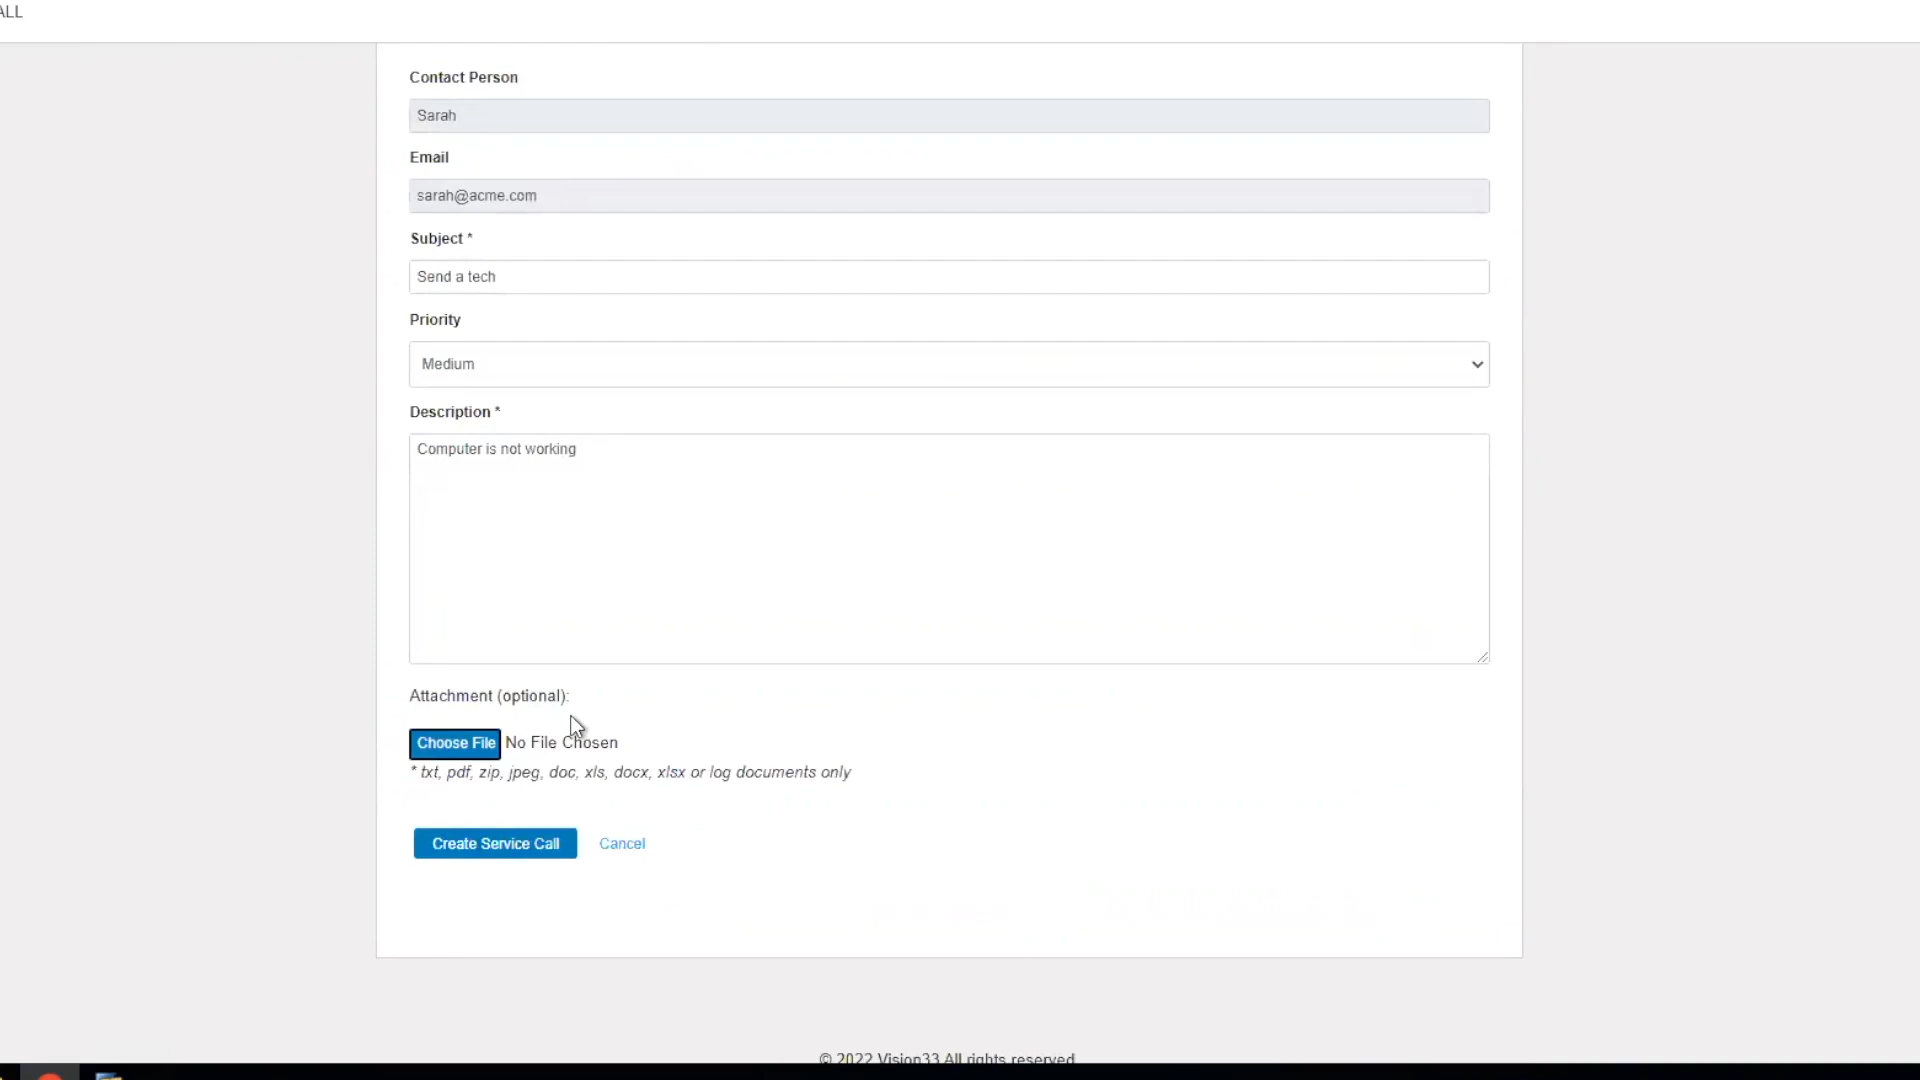 ALL
Contact Person
Sarah
Email
sarah@acme.com
Subject *
Send a tech
Priority
Medium
Description *
Computer is not working
Attachment (optional):
Choose File No File Chosen
* txt, pdf, zip, jpeg, doc, xls, docx, xlsx or log documents only
Create Service Call Cancel
© 2022 Vision33 All rights reserved